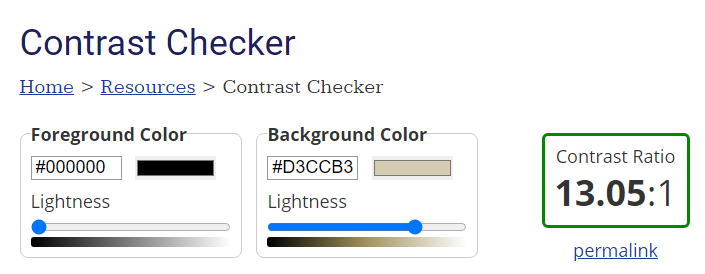 Contrast Checker
Home > Resources > Contrast Checker
Foreground Color
#000000
Lightness
Background Color
#D3CCB3
Lightness
Contrast Ratio
13.05:1
permalink